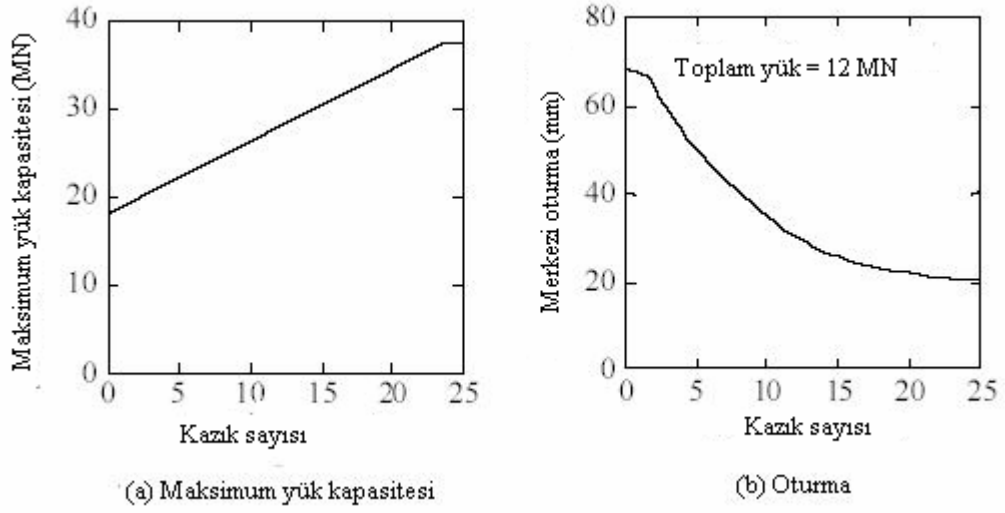 Maksimum yük kapasitesi (MN)
40
30
20
10
0
0 5 10 15 20 25
Kazık sayısı
(a) Maksimum yük kapasitesi
Merkezi oturma (mm)
80
60
40
20
0
Toplam yük = 12 MN
0 5 10 15 20 25
Kazık sayısı
(b) Oturma